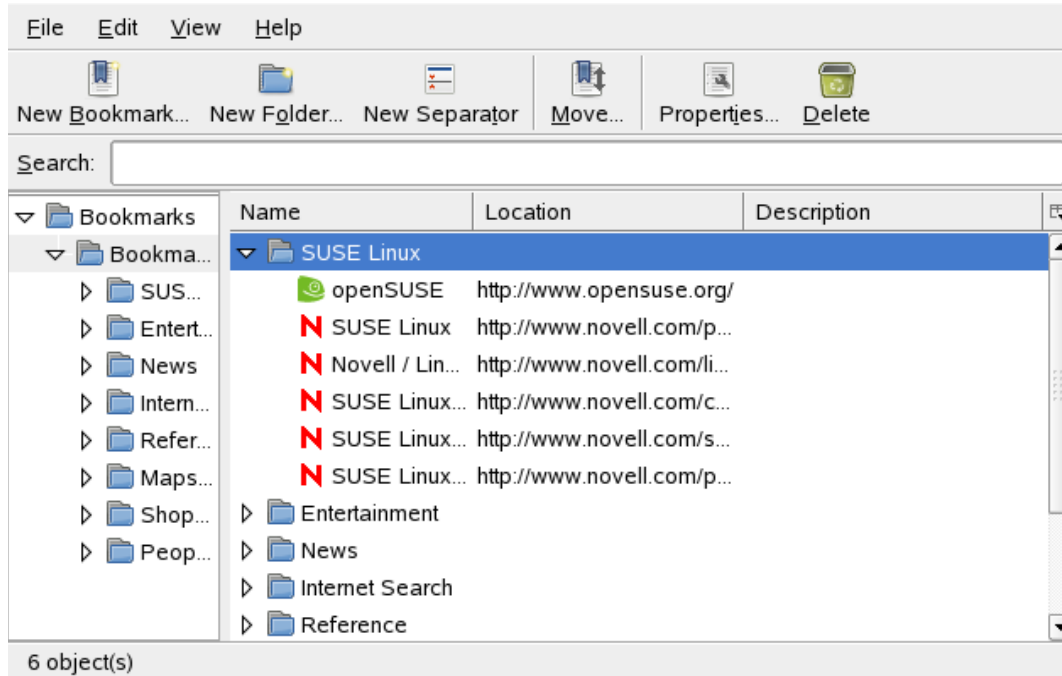 File Edit View Help
New Bookmark... New Folder... New Separator Move... Properties... Delete
Search:
Bookmarks
Bookma...
SUS...
Entert...
News
Intern...
Refer...
Maps...
Shop...
Peop...
Name Location Description
SUSE Linux
openSUSE http://www.opensuse.org/
SUSE Linux http://www.novell.com/p...
Novell / Lin... http://www.novell.com/li...
SUSE Linux... http://www.novell.com/c...
SUSE Linux... http://www.novell.com/s...
SUSE Linux... http://www.novell.com/p...
Entertainment
News
Internet Search
Reference
6 object(s)